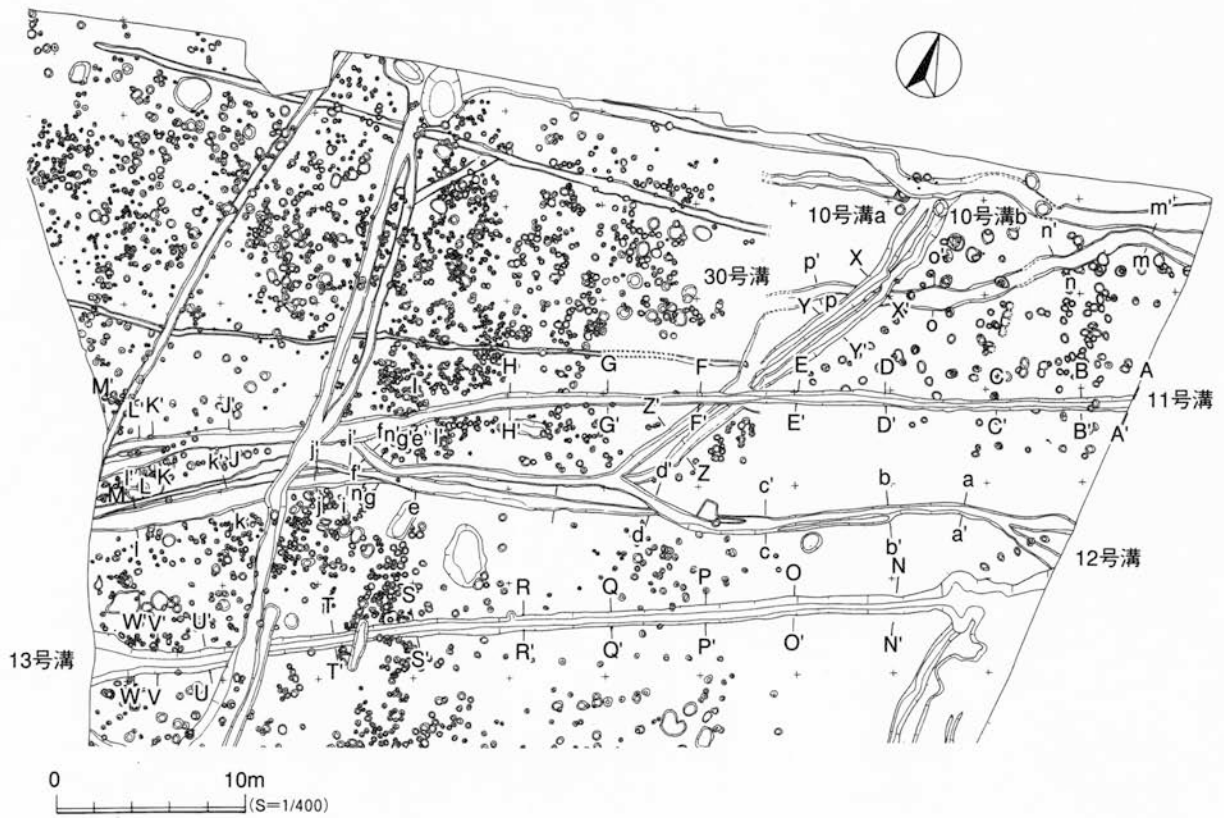 10号溝a
10号溝b
m'
n'
o'
m
p'
X
30号溝
Y
p
X'
n
o
Y'
M'
L'
K'
J'
I
H
G
F
E
D
C
B
A
11号溝
Z'
I'
H'
G'
F'
E'
D'
C'
B'
A'
f
n
g'
e'
i'
j'
l'
k'
J
M
L
K
f'
n'
g
j
i
e
d'
Z
c'
b
a
k
l
d
c
b'
a'
12号溝
N
W'
V'
U'
T
S
R
Q
P
O
13号溝
W
V
U
T'
S'
R'
Q'
P'
O'
N'
0
10m
(S=1/400)